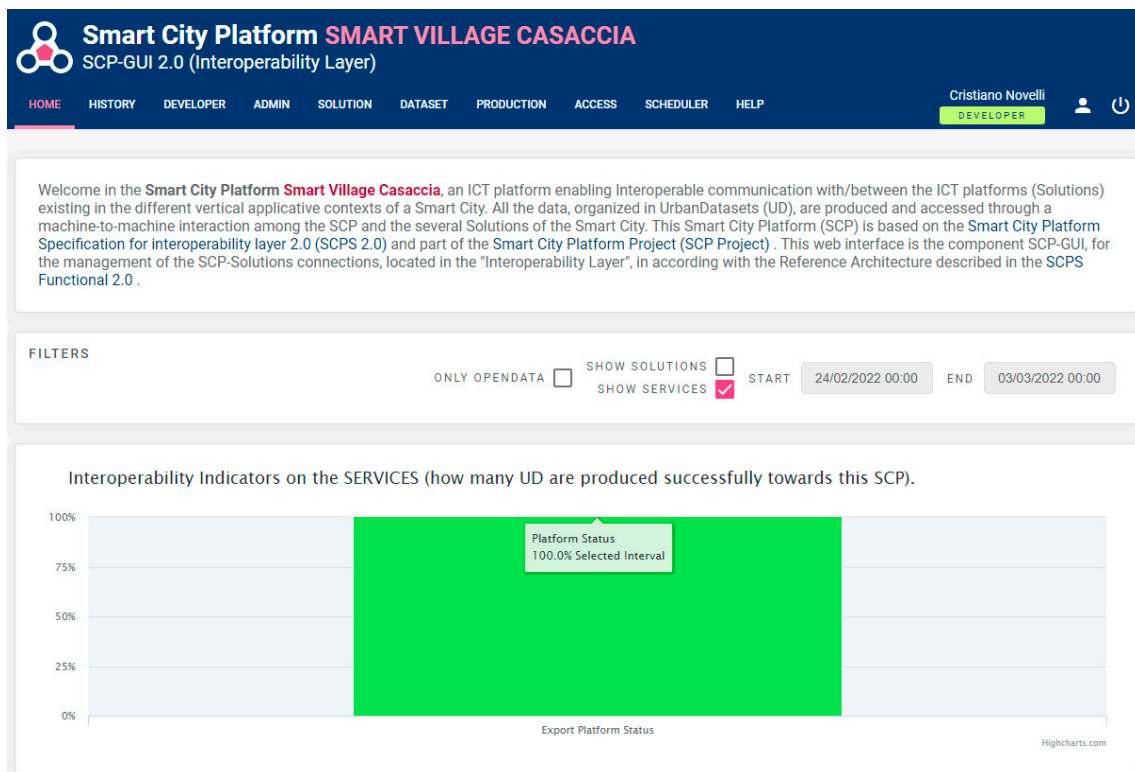 Smart City Platform SMART VILLAGE CASACCIA
SCP-GUI 2.0 (Interoperability Layer)
HOME HISTORY DEVELOPER ADMIN SOLUTION DATASET PRODUCTION ACCESS SCHEDULER HELP
Cristiano Novelli
DEVELOPER
Welcome in the Smart City Platform Smart Village Casaccia, an ICT platform enabling Interoperable communication with/between the ICT platforms (Solutions)
existing in the different vertical applicative contexts of a Smart City. All the data, organized in UrbanDatasets (UD), are produced and accessed through a
machine-to-machine interaction among the SCP and the several Solutions of the Smart City. This Smart City Platform (SCP) is based on the Smart City Platform
Specification for interoperability layer 2.0 (SCPS 2.0) and part of the Smart City Platform Project (SCP Project) . This web interface is the component SCP-GUI, for
the management of the SCP-Solutions connections, located in the "Interoperability Layer", in according with the Reference Architecture described in the SCPS
Functional 2.0 .
FILTERS
ONLY OPENDATA
SHOW SOLUTIONS
SHOW SERVICES
START 24/02/2022 00:00 END 03/03/2022 00:00
Interoperability Indicators on the SERVICES (how many UD are produced successfully towards this SCP).
100%
75%
50%
25%
0%
Platform Status
100.0% Selected Interval
Export Platform Status
Highcharts.com